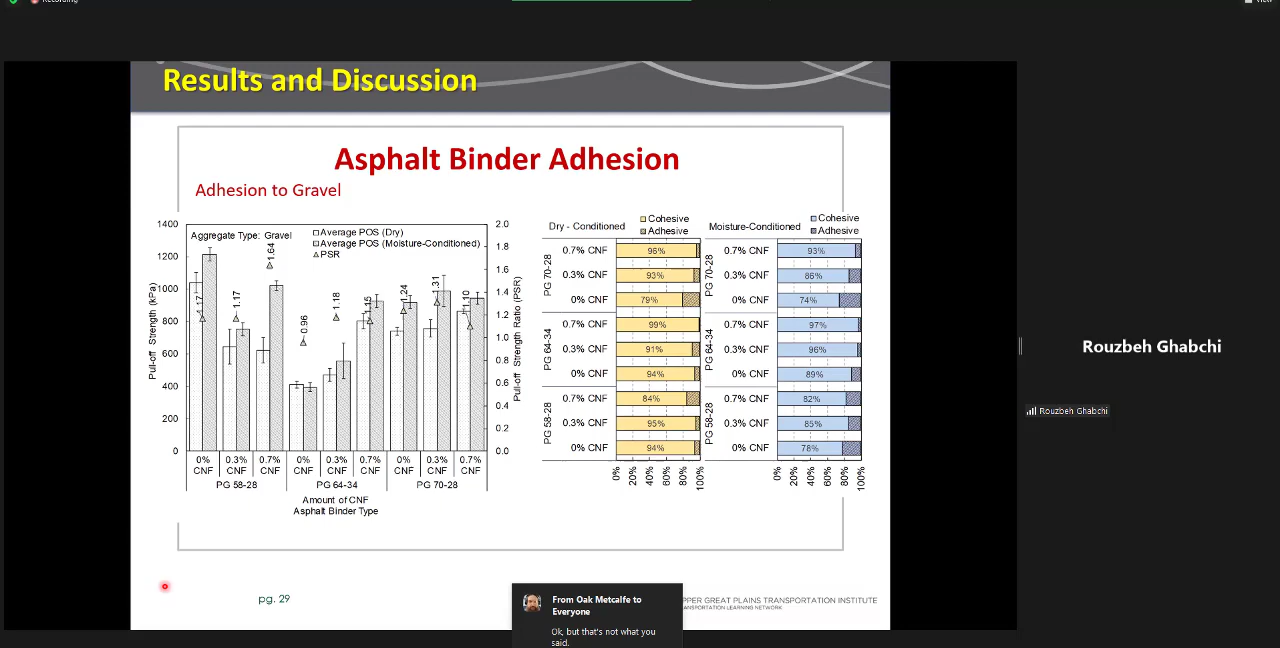 Recording
View
Results and Discussion
Asphalt Binder Adhesion
Adhesion to Gravel
Aggregate Type: Gravel
Average POS (Dry)
Average POS (Moisture-Conditioned)
PSR
Pull-off Strength (kPa)
1400
1200
1000
800
600
400
200
0
1.17
1.17
1.64
0.96
1.18
1.15
1.24
1.31
1.10
2.0
1.8
1.6
1.4
1.2
1.0
0.8
0.6
0.4
0.2
0.0
Pull-off Strength Ratio (PSR)
0% 0.3% 0.7% 0% 0.3% 0.7% 0% 0.3% 0.7%
CNF CNF CNF CNF CNF CNF CNF CNF CNF
PG 58-28 PG 64-34 PG 70-28
Amount of CNF
Asphalt Binder Type
Dry - Conditioned
Cohesive
Adhesive
PG 70-28
0.7% CNF 96%
0.3% CNF 93%
0% CNF 79%
PG 64-34
0.7% CNF 99%
0.3% CNF 91%
0% CNF 94%
PG 58-28
0.7% CNF 84%
0.3% CNF 95%
0% CNF 94%
0% 20% 40% 60% 80% 100%
Moisture-Conditioned
Cohesive
Adhesive
PG 70-28
0.7% CNF 93%
0.3% CNF 86%
0% CNF 74%
PG 64-34
0.7% CNF 97%
0.3% CNF 96%
0% CNF 89%
PG 58-28
0.7% CNF 82%
0.3% CNF 85%
0% CNF 78%
0% 20% 40% 60% 80% 100%
pg. 29
PPER GREAT PLAINS TRANSPORTATION INSTITUTE
ANSPORTATION LEARNING NETWORK
From Oak Metcalfe to
Everyone
Ok, but that's not what you
said.
Rouzbeh Ghabchi
Rouzbeh Ghabchi